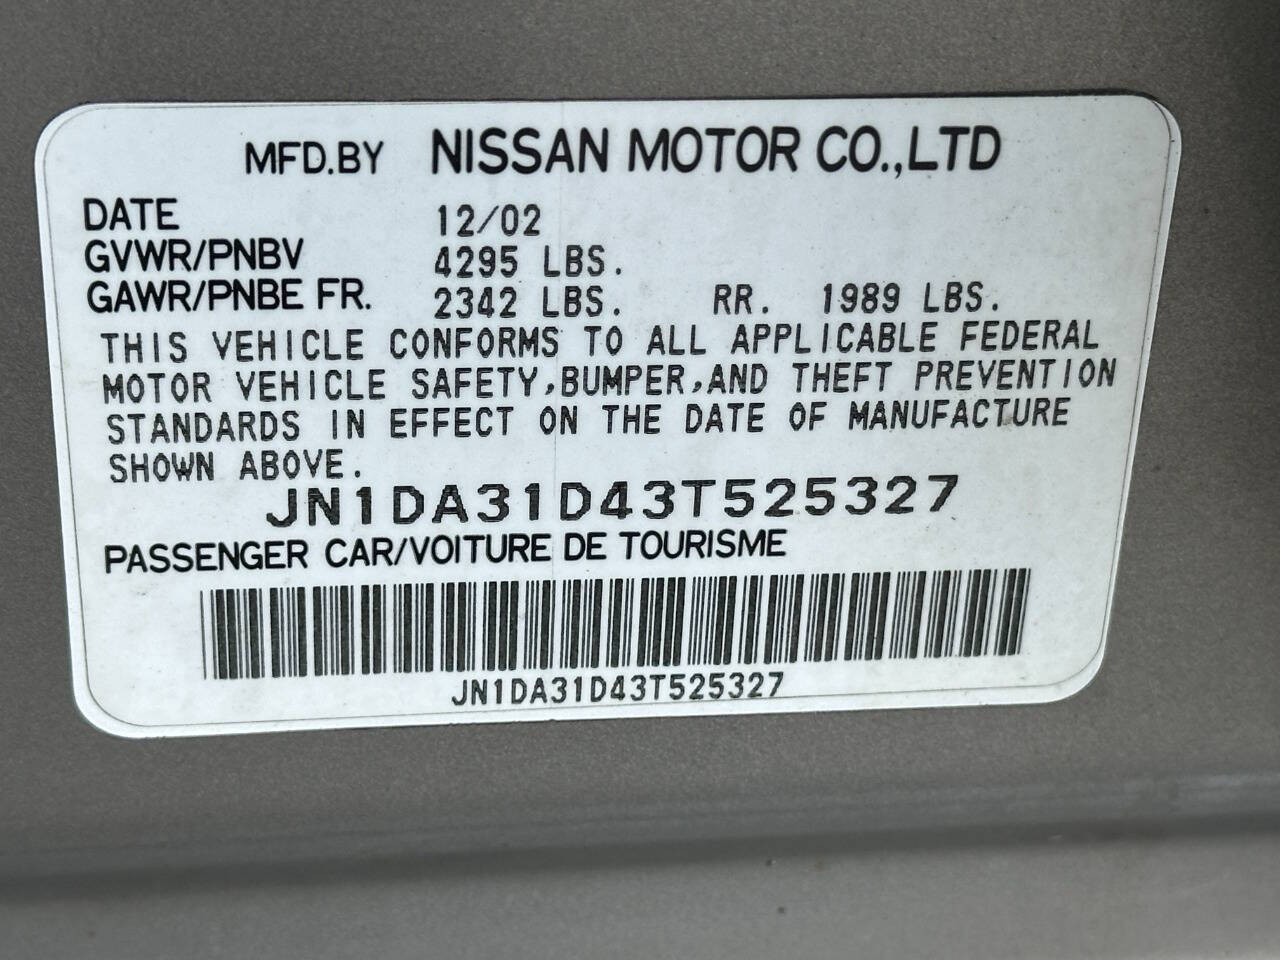 MFD.BY NISSAN MOTOR CO.,LTD
DATE 12/02
GVWR/PNBV 4295 LBS.
GAWR/PNBE FR. 2342 LBS. RR. 1989 LBS.
THIS VEHICLE CONFORMS TO ALL APPLICABLE FEDERAL
MOTOR VEHICLE SAFETY,BUMPER,AND THEFT PREVENTION
STANDARDS IN EFFECT ON THE DATE OF MANUFACTURE
SHOWN ABOVE.
JN1DA31D43T525327
PASSENGER CAR/VOITURE DE TOURISME
JN1DA31D43T525327